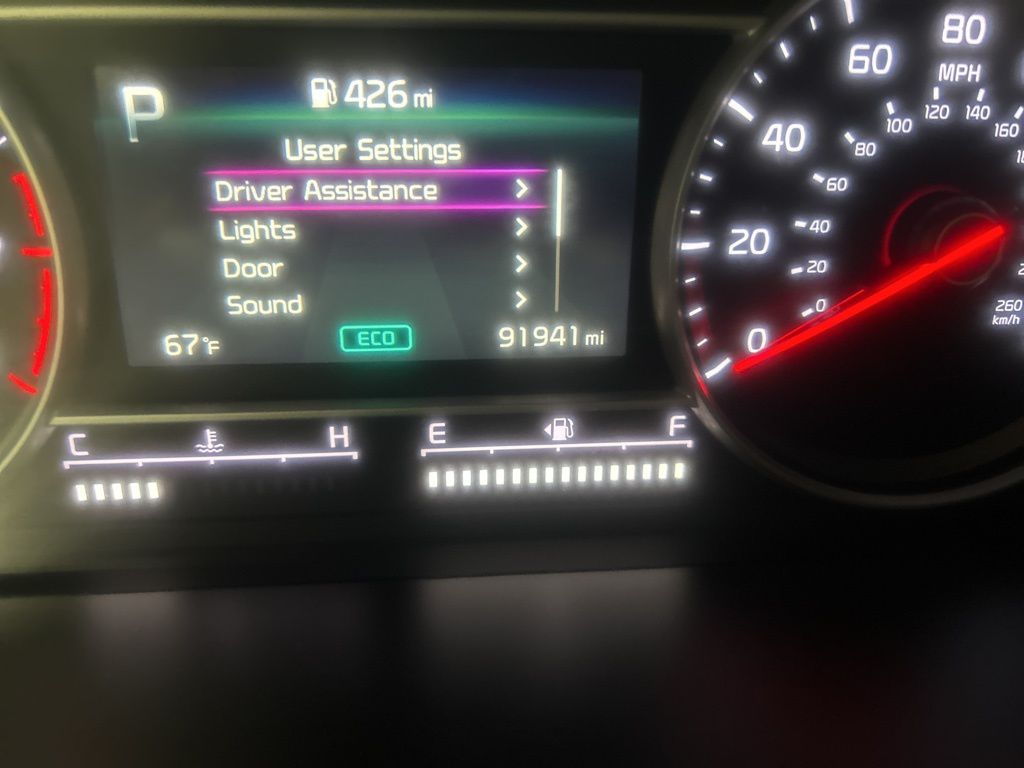 P
426 mi
User Settings
Driver Assistance
Lights
Door
Sound
67°F
ECO
91941 mi
C H
E F
80
60
MPH
40
20
0
160
140
120
100
80
60
40
20
0
260
km/h